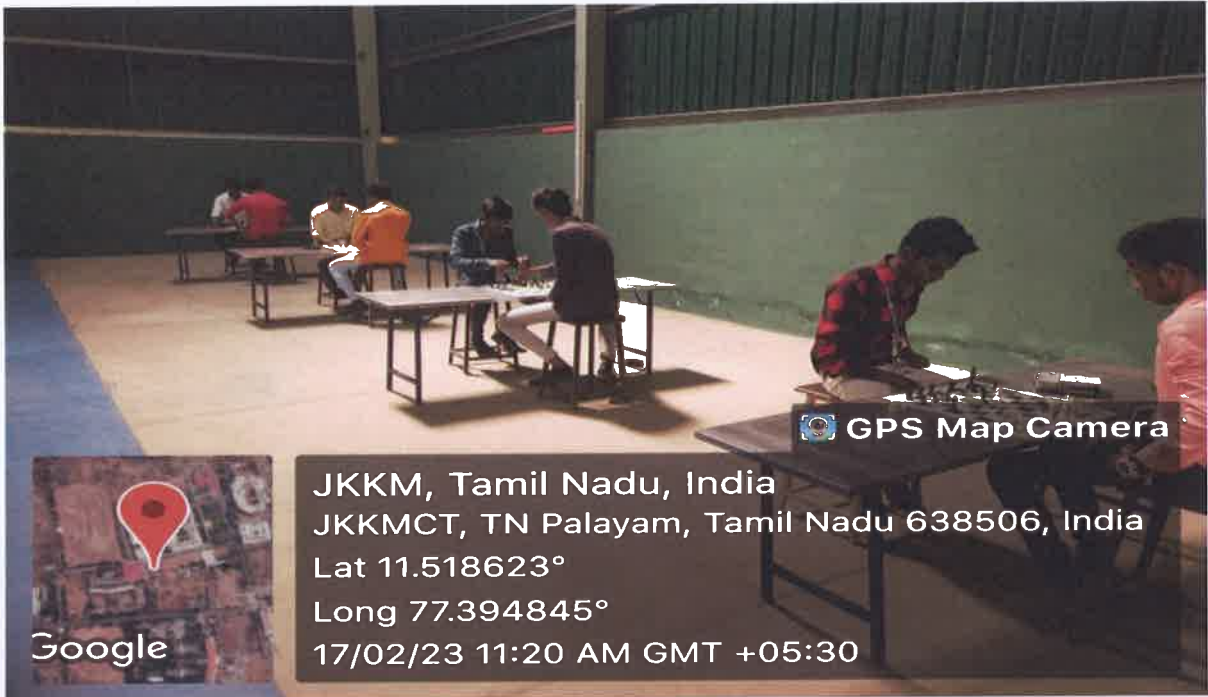 GPS Map Camera
JKKM, Tamil Nadu, India
JKKMCT, TN Palayam, Tamil Nadu 638506, India
Lat 11.518623°
Long 77.394845°
17/02/23 11:20 AM GMT +05:30
Google